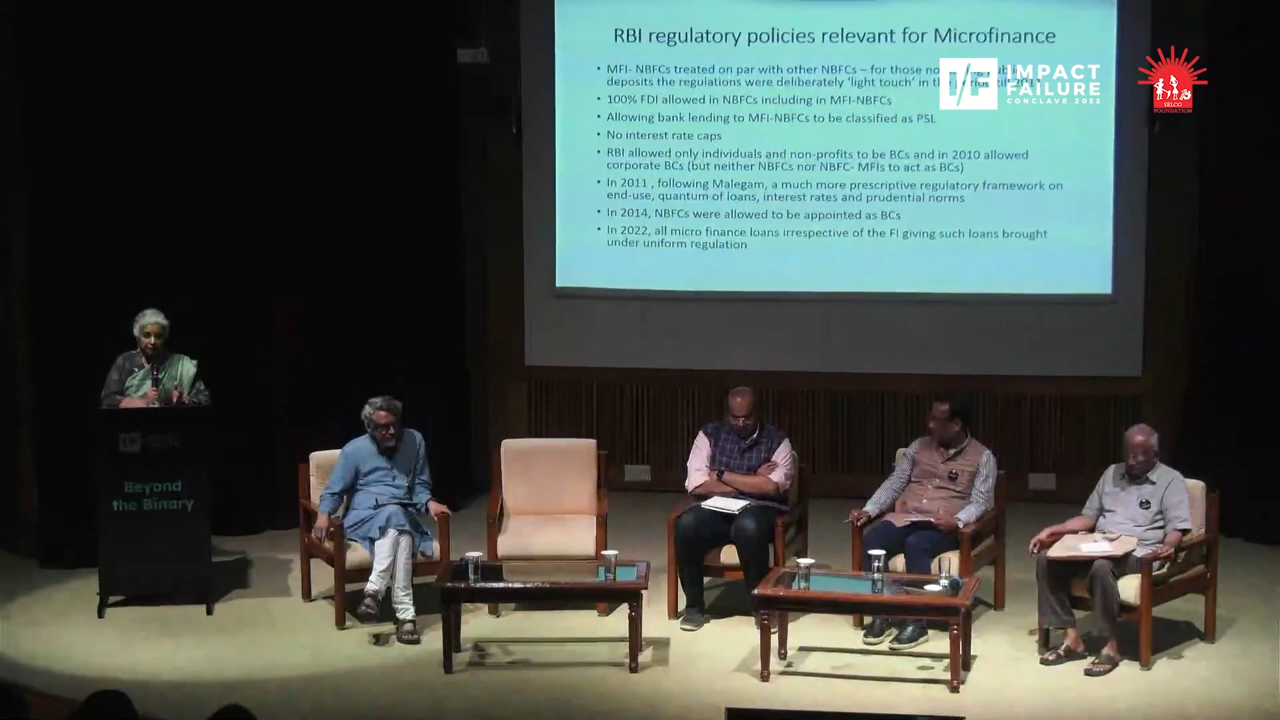 RBI regulatory policies relevant for Microfinance
• MFI- NBFCs treated on par with other NBFCs – for those
deposits the regulations were deliberately 'light touch' in the
• 100% FDI allowed in NBFCs including in MFI-NBFCs
• Allowing bank lending to MFI-NBFCs to be classified as PSL
• No interest rate caps
• RBI allowed only individuals and non-profits to be BCs and in 2010 allowed
corporate BCs (but neither NBFCs nor NBFC- MFIs to act as BCs)
• In 2011 , following Malegam, a much more prescriptive regulatory framework on
end-use, quantum of loans, interest rates and prudential norms
• In 2014, NBFCs were allowed to be appointed as BCs
• In 2022, all micro finance loans irrespective of the FI giving such loans brought
under uniform regulation
I/F
IMPACT
FAILURE
CONCLAVE 2022
SELCO
FOUNDATION
Beyond
the Binary